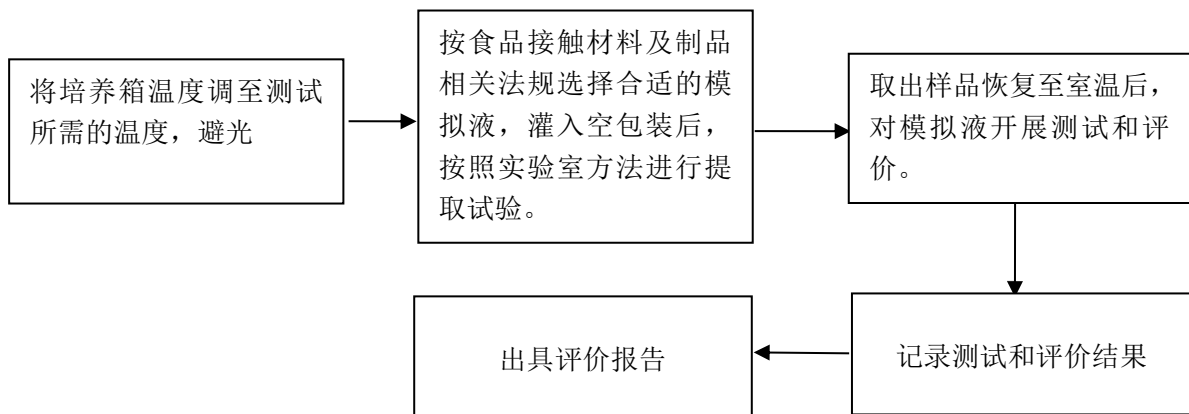 将培养箱温度调至测试
所需的温度，避光
按食品接触材料及制品
相关法规选择合适的模
拟液，灌入空包装后，
按照实验室方法进行提
取试验。
取出样品恢复至室温后，
对模拟液开展测试和评
价。
记录测试和评价结果
出具评价报告